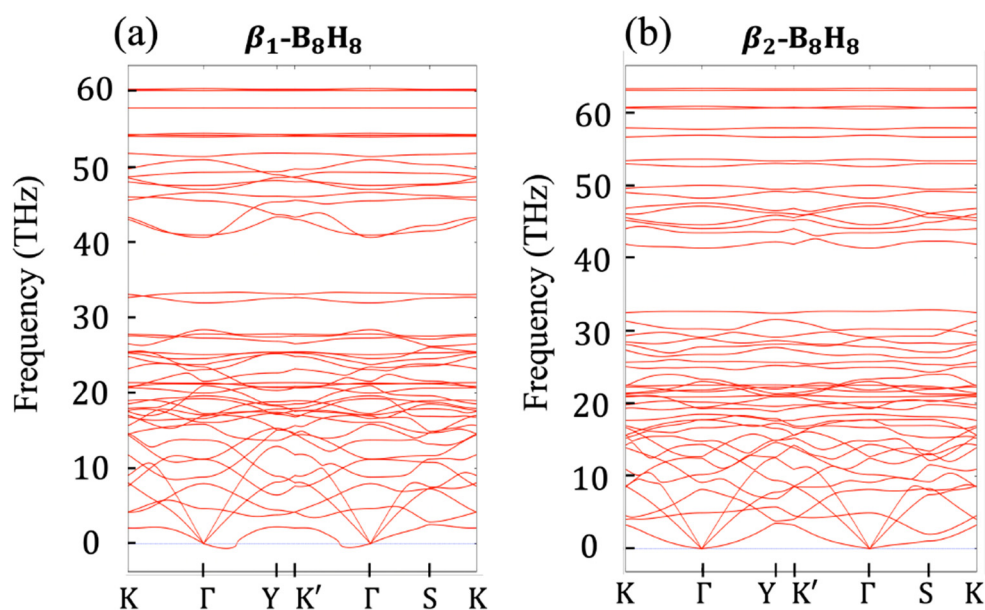 (a) β₁-B₈H₈
Frequency (THz)
60
50
40
30
20
10
0
K Γ Y K′ Γ S K
(b) β₂-B₈H₈
Frequency (THz)
60
50
40
30
20
10
0
K Γ Y K′ Γ S K